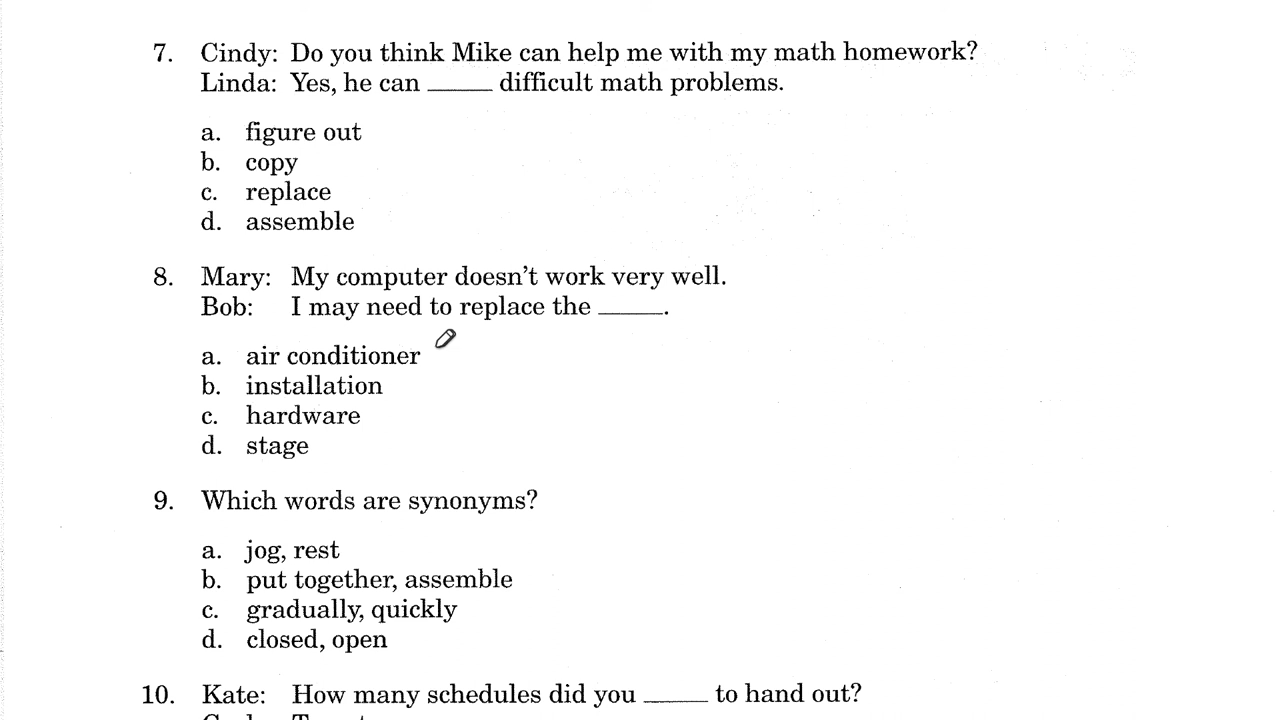 7. Cindy: Do you think Mike can help me with my math homework?
Linda: Yes, he can _____ difficult math problems.
a. figure out
b. copy
c. replace
d. assemble
8. Mary: My computer doesn't work very well.
Bob: I may need to replace the _____.
a. air conditioner
b. installation
c. hardware
d. stage
9. Which words are synonyms?
a. jog, rest
b. put together, assemble
c. gradually, quickly
d. closed, open
10. Kate: How many schedules did you _____ to hand out?